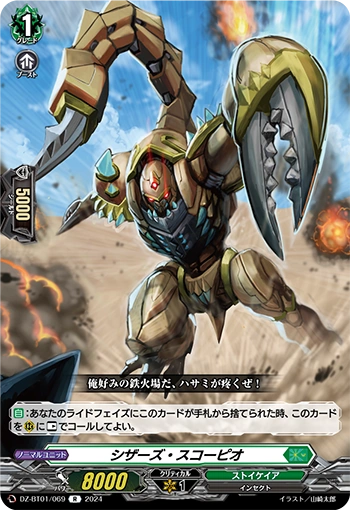 1
グレード
ブースト
シールド
5000
俺好みの鉄火場だ、ハサミが疼くぜ！
自:あなたのライドフェイズにこのカードが手札から捨てられた時、このカードを
にコールしてよい。
ノーマルユニット
シザーズ・スコーピオ
パワー
8000
クリティカル
1
ストイケイア
インセクト
DZ-BT01/069 R 2024
イラスト/山崎太郎